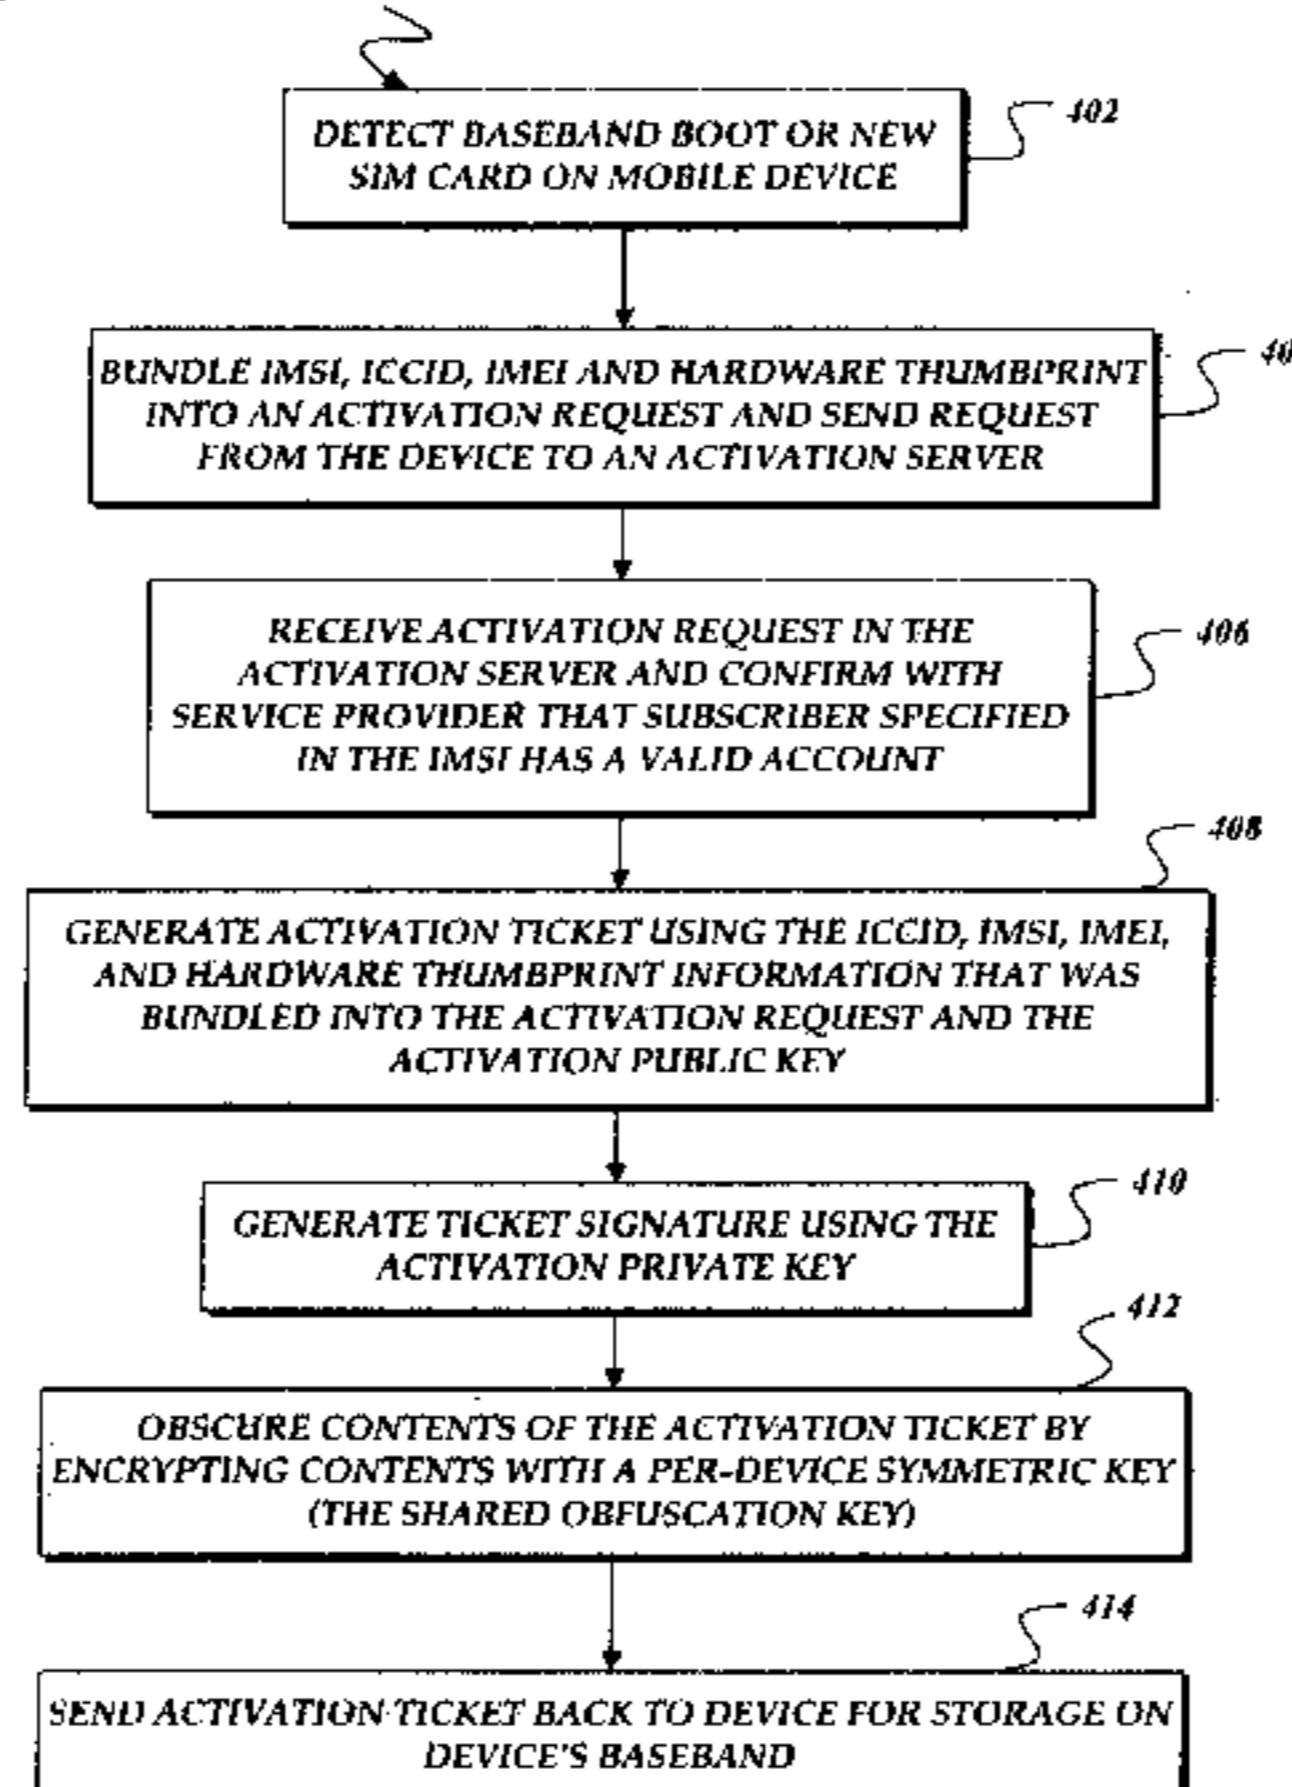 402
DETECT BASEBAND BOOT OR NEW
SIM CARD ON MOBILE DEVICE
40
BUNDLE IMSI, ICCID, IMEI AND HARDWARE THUMBPRINT
INTO AN ACTIVATION REQUEST AND SEND REQUEST
FROM THE DEVICE TO AN ACTIVATION SERVER
406
RECEIVE ACTIVATION REQUEST IN THE
ACTIVATION SERVER AND CONFIRM WITH
SERVICE PROVIDER THAT SUBSCRIBER SPECIFIED
IN THE IMSI HAS A VALID ACCOUNT
408
GENERATE ACTIVATION TICKET USING THE ICCID, IMSI, IMEI,
AND HARDWARE THUMBPRINT INFORMATION THAT WAS
BUNDLED INTO THE ACTIVATION REQUEST AND THE
ACTIVATION PUBLIC KEY
410
GENERATE TICKET SIGNATURE USING THE
ACTIVATION PRIVATE KEY
412
OBSCURE CONTENTS OF THE ACTIVATION TICKET BY
ENCRYPTING CONTENTS WITH A PER-DEVICE SYMMETRIC KEY
(THE SHARED OBFUSCATION KEY)
414
SEND ACTIVATION TICKET BACK TO DEVICE FOR STORAGE ON
DEVICE'S BASEBAND